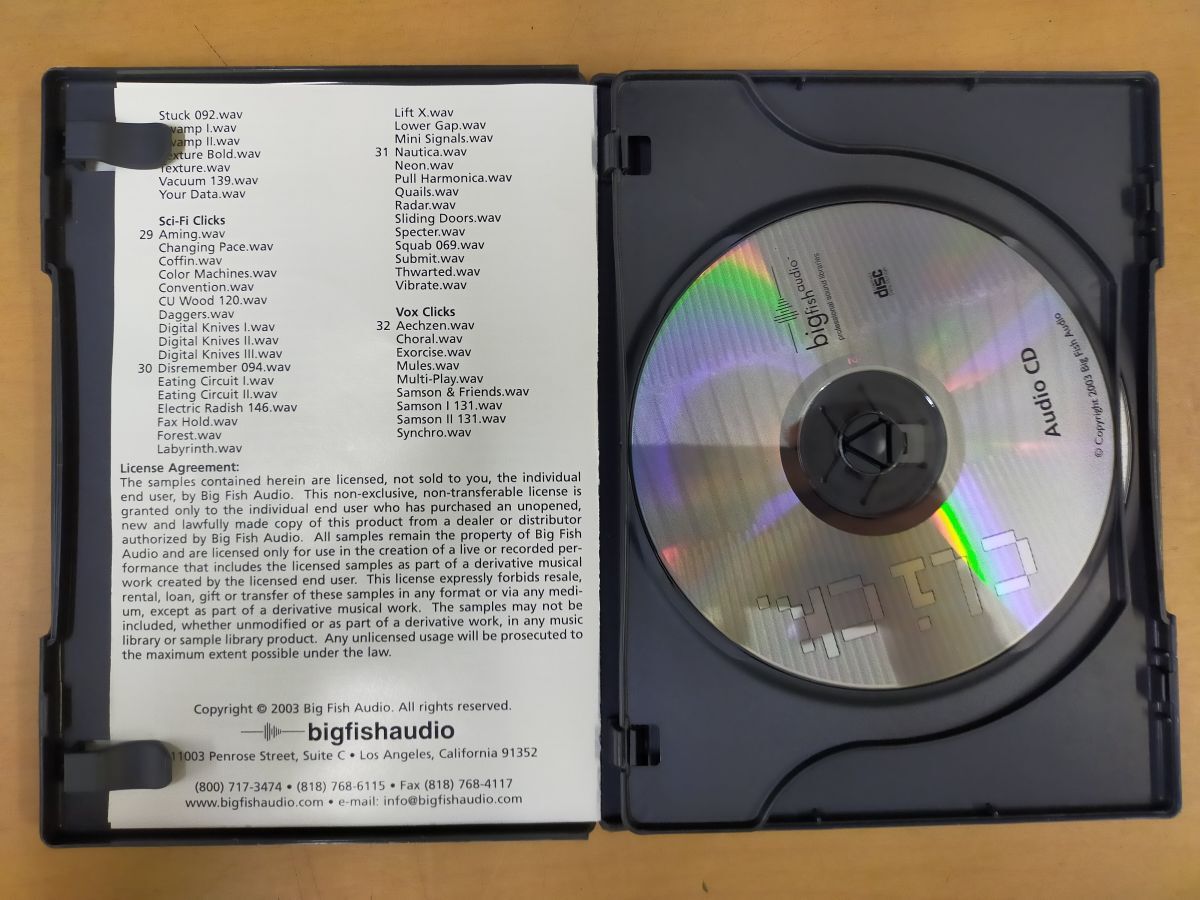 Stuck 092.wav
wamp I.wav
wamp II.wav
exture Bold.wav
Texture.wav
Vacuum 139.wav
Your Data.wav
Sci-Fi Clicks
29 Aming.wav
Changing Pace.wav
Coffin.wav
Color Machines.wav
Convention.wav
CU Wood 120.wav
Daggers.wav
Digital Knives I.wav
Digital Knives II.wav
Digital Knives III.wav
30 Disremember 094.wav
Eating Circuit I.wav
Eating Circuit II.wav
Electric Radish 146.wav
Fax Hold.wav
Forest.wav
Labyrinth.wav
Lift X.wav
Lower Gap.wav
Mini Signals.wav
31 Nautica.wav
Neon.wav
Pull Harmonica.wav
Quails.wav
Radar.wav
Sliding Doors.wav
Specter.wav
Squab 069.wav
Submit.wav
Thwarted.wav
Vibrate.wav
Vox Clicks
32 Aechzen.wav
Choral.wav
Exorcise.wav
Mules.wav
Multi-Play.wav
Samson & Friends.wav
Samson I 131.wav
Samson II 131.wav
Synchro.wav
License Agreement:
The samples contained herein are licensed, not sold to you, the individual
end user, by Big Fish Audio. This non-exclusive, non-transferable license is
granted only to the individual end user who has purchased an unopened,
new and lawfully made copy of this product from a dealer or distributor
authorized by Big Fish Audio. All samples remain the property of Big Fish
Audio and are licensed only for use in the creation of a live or recorded per-
formance that includes the licensed samples as part of a derivative musical
work created by the licensed end user. This license expressly forbids resale,
rental, loan, gift or transfer of these samples in any format or via any medi-
um, except as part of a derivative musical work. The samples may not be
included, whether unmodified or as part of a derivative work, in any music
library or sample library product. Any unlicensed usage will be prosecuted to
the maximum extent possible under the law.
Copyright © 2003 Big Fish Audio. All rights reserved.
bigfishaudio
11003 Penrose Street, Suite C • Los Angeles, California 91352
(800) 717-3474 • (818) 768-6115 • Fax (818) 768-4117
www.bigfishaudio.com • e-mail: info@bigfishaudio.com
bigfishaudio
professional sound libraries
disc
Audio CD
© Copyright 2003 Big Fish Audio